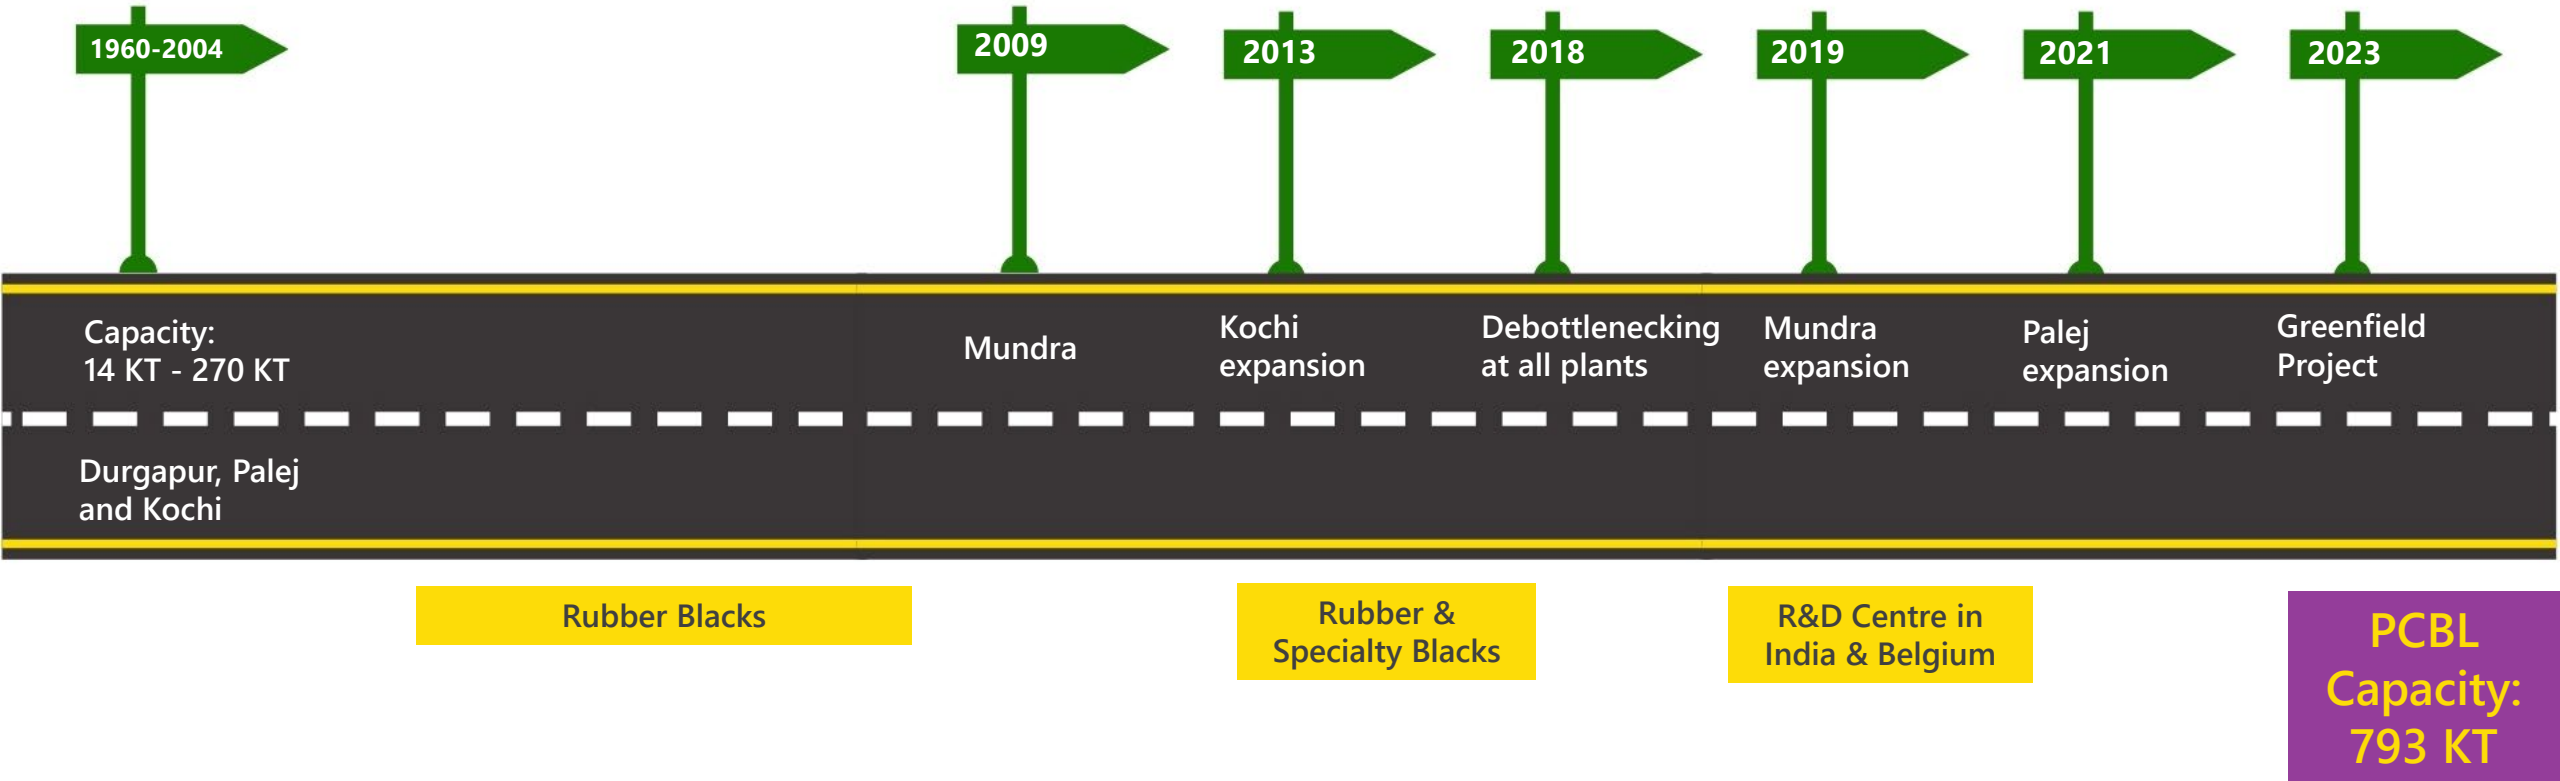 1960-2004
2009
2013
2018
2019
2021
2023
Capacity:
14 KT - 270 KT
Durgapur, Palej
and Kochi
Mundra
Kochi
expansion
Debottlenecking
at all plants
Mundra
expansion
Palej
expansion
Greenfield
Project
Rubber Blacks
Rubber &
Specialty Blacks
R&D Centre in
India & Belgium
PCBL
Capacity:
793 KT